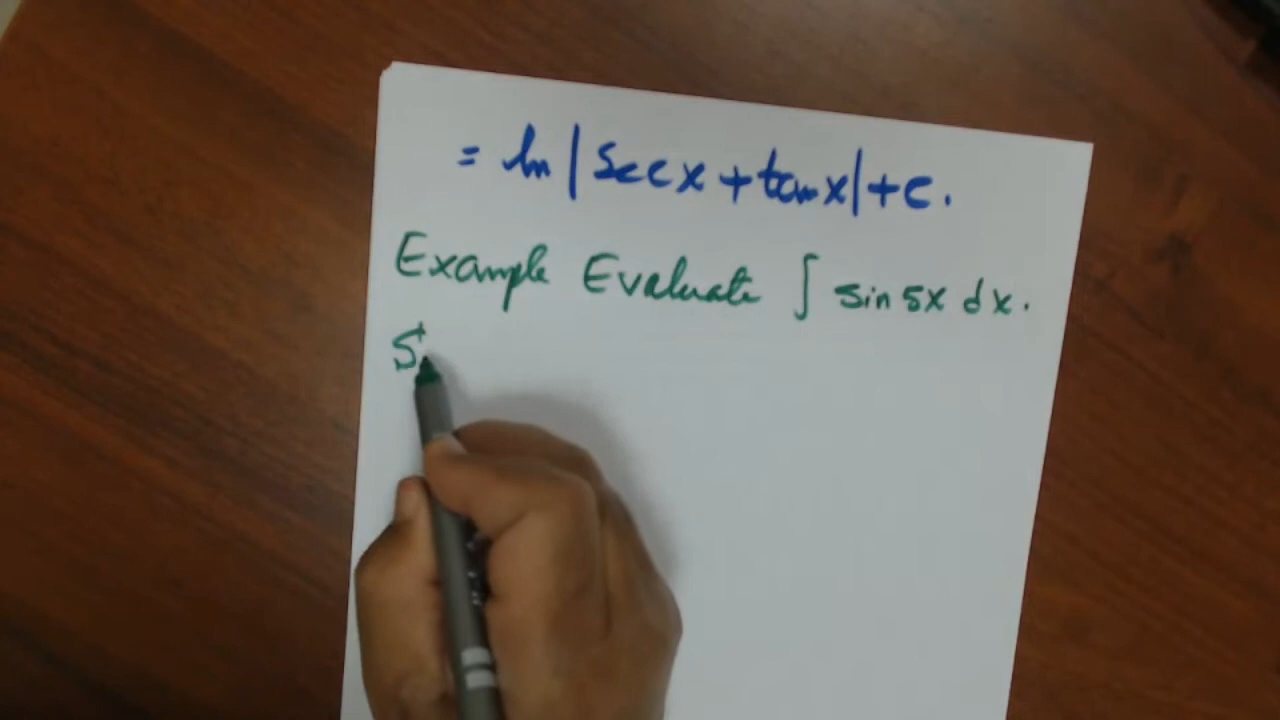 = ln | Sec x + tan x | + c .
Example Evaluate ∫ sin 5x dx .